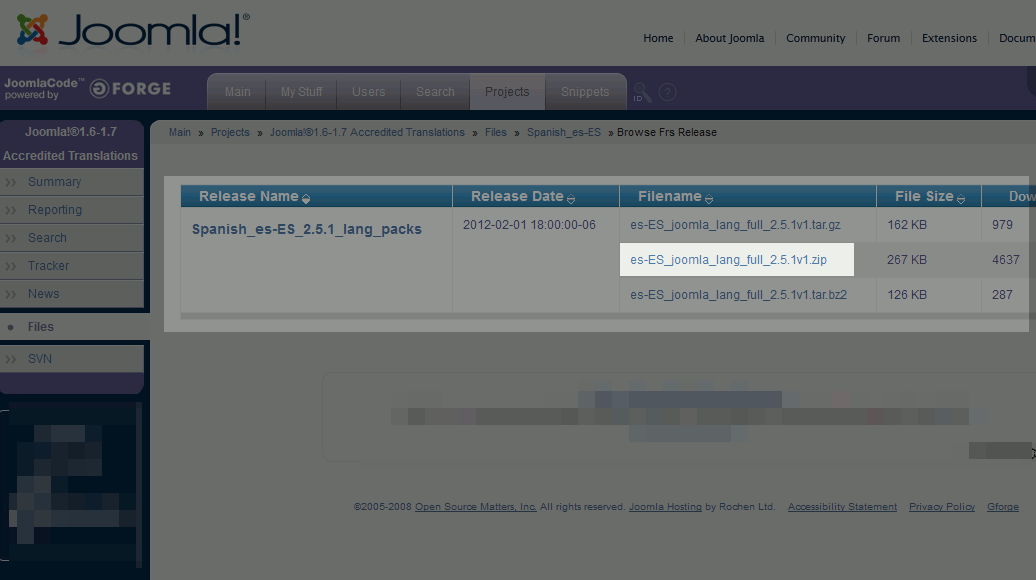 Joomla!®
Home About Joomla Community Forum Extensions Docum
JoomlaCode™
powered by
GFORGE
Main My Stuff Users Search Projects Snippets
ID ?
Joomla!®1.6-1.7
Accredited Translations
Summary
Reporting
Search
Tracker
News
Files
SVN
Main » Projects » Joomla!®1.6-1.7 Accredited Translations » Files » Spanish_es-ES » Browse Frs Release
Release Name Release Date Filename File Size Dow
Spanish_es-ES_2.5.1_lang_packs 2012-02-01 18:00:00-06 es-ES_joomla_lang_full_2.5.1v1.tar.gz 162 KB 979
es-ES_joomla_lang_full_2.5.1v1.zip 267 KB 4637
es-ES_joomla_lang_full_2.5.1v1.tar.bz2 126 KB 287
©2005-2008 Open Source Matters, Inc. All rights reserved. Joomla Hosting by Rochen Ltd. Accessibility Statement Privacy Policy Gforge